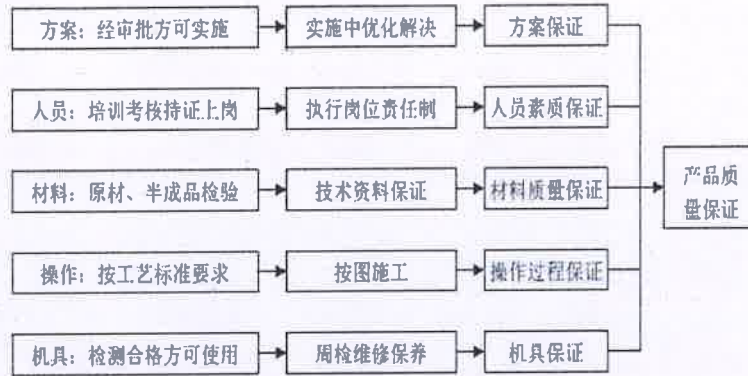 方案：经审批方可实施
实施中优化解决
方案保证
人员：培训考核持证上岗
执行岗位责任制
人员素质保证
材料：原材、半成品检验
技术资料保证
材料质量保证
产品质
量保证
操作：按工艺标准要求
按图施工
操作过程保证
机具：检测合格方可使用
周检维修保养
机具保证